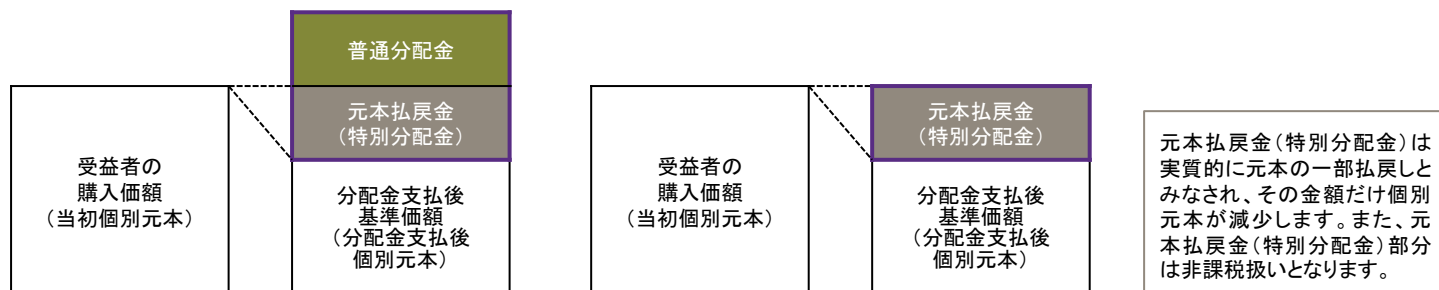 普通分配金
元本払戻金
（特別分配金）
受益者の
購入価額
（当初個別元本）
分配金支払後
基準価額
（分配金支払後
個別元本）
元本払戻金
（特別分配金）
受益者の
購入価額
（当初個別元本）
分配金支払後
基準価額
（分配金支払後
個別元本）
元本払戻金（特別分配金）は
実質的に元本の一部払戻しと
みなされ、その金額だけ個別
元本が減少します。また、元
本払戻金（特別分配金）部分
は非課税扱いとなります。